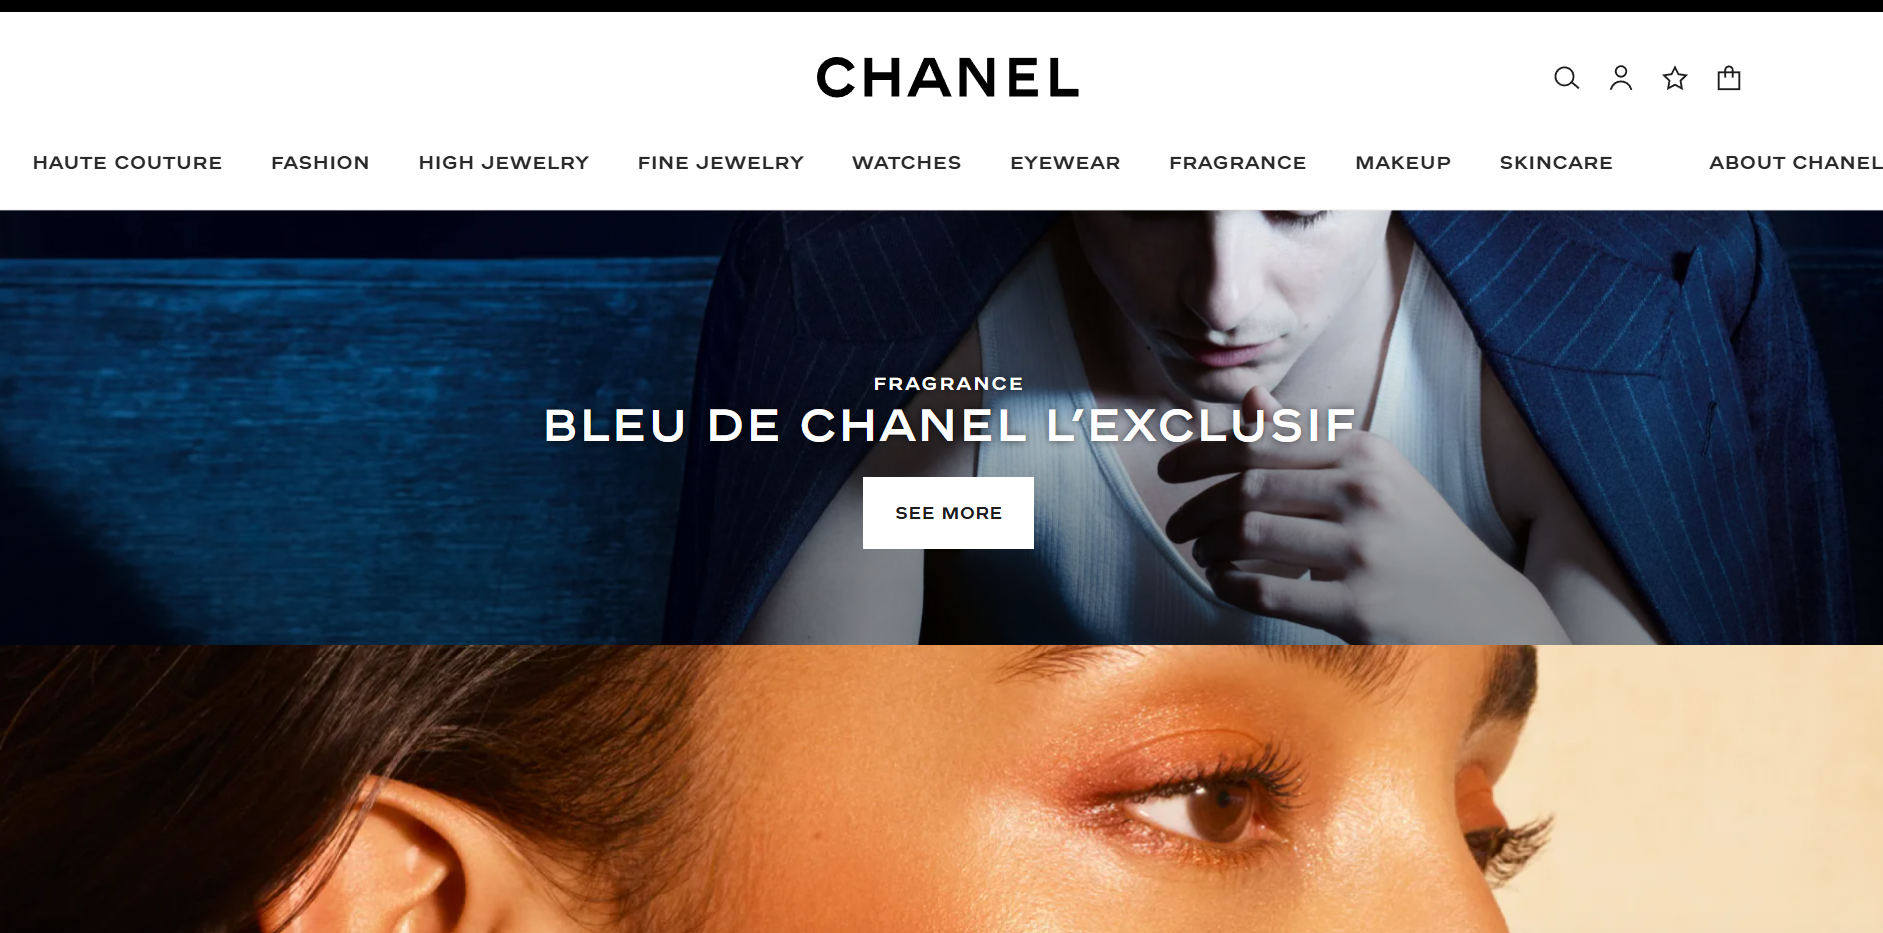 CHANEL
HAUTE COUTURE FASHION HIGH JEWELRY FINE JEWELRY WATCHES EYEWEAR FRAGRANCE MAKEUP SKINCARE ABOUT CHANEL
FRAGRANCE
BLEU DE CHANEL L’EXCLUSIF
SEE MORE